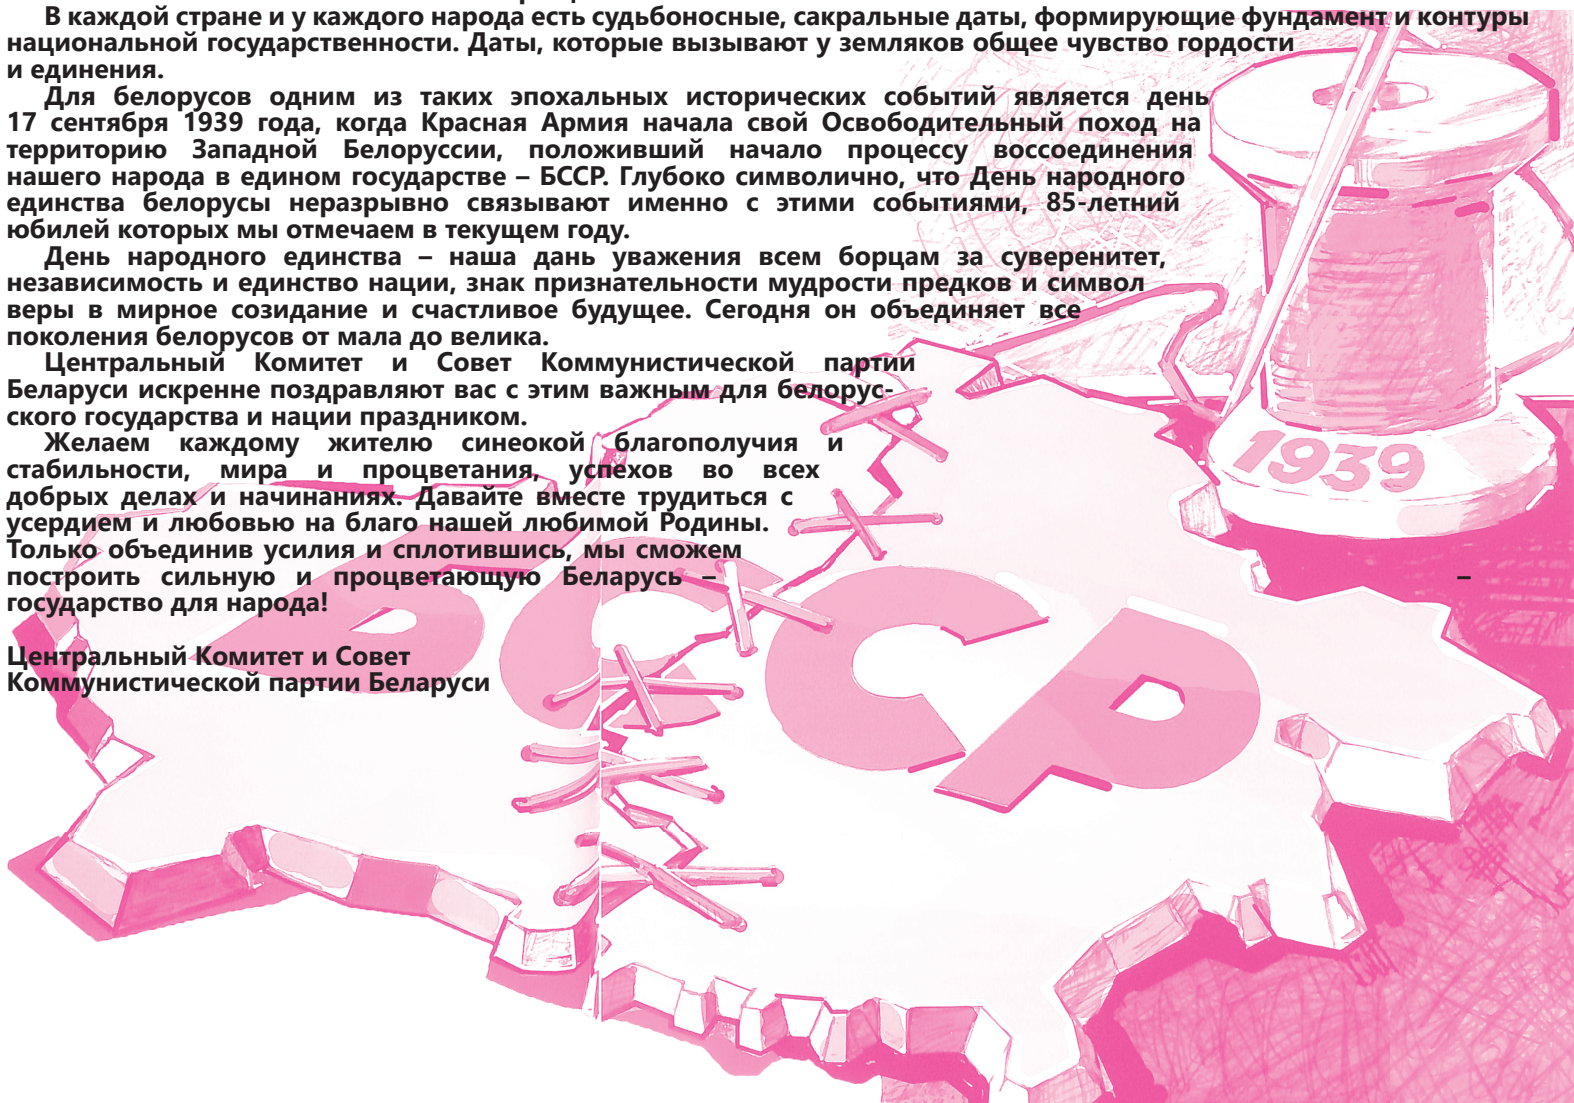 В каждой стране и у каждого народа есть судьбоносные, сакральные даты, формирующие фундамент и контуры
национальной государственности. Даты, которые вызывают у земляков общее чувство гордости
и единения.
Для белорусов одним из таких эпохальных исторических событий является день
17 сентября 1939 года, когда Красная Армия начала свой Освободительный поход на
территорию Западной Белоруссии, положивший начало процессу воссоединения
нашего народа в едином государстве – БССР. Глубоко символично, что День народного
единства белорусы неразрывно связывают именно с этими событиями, 85-летний
юбилей которых мы отмечаем в текущем году.
День народного единства – наша дань уважения всем борцам за суверенитет,
независимость и единство нации, знак признательности мудрости предков и символ
веры в мирное созидание и счастливое будущее. Сегодня он объединяет все
поколения белорусов от мала до велика.
Центральный Комитет и Совет Коммунистической партии
Беларуси искренне поздравляют вас с этим важным для белорус-
ского государства и нации праздником.
Желаем каждому жителю синеокой благополучия и
стабильности, мира и процветания, успехов во всех
добрых делах и начинаниях. Давайте вместе трудиться с
усердием и любовью на благо нашей любимой Родины.
Только объединив усилия и сплотившись, мы сможем
построить сильную и процветающую Беларусь – –
государство для народа!
Центральный Комитет и Совет
Коммунистической партии Беларуси
1939
БССР